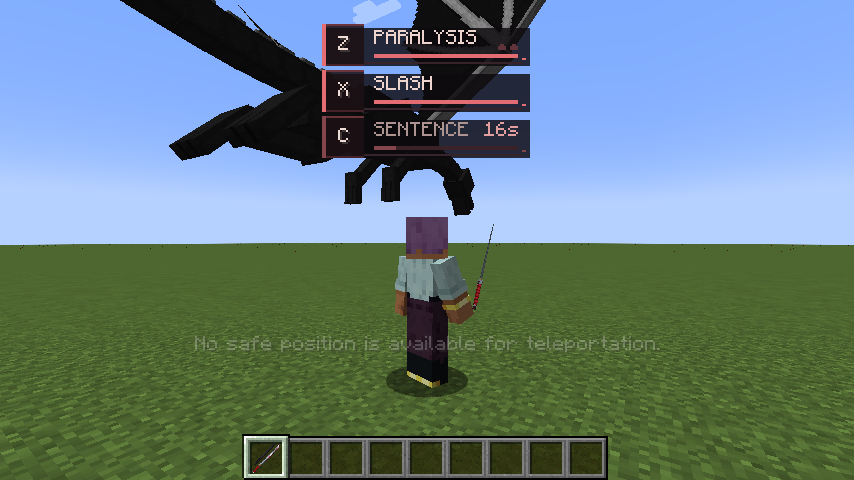 Z PARALYSIS
X SLASH
C SENTENCE 16s
No safe position is available for teleportation.